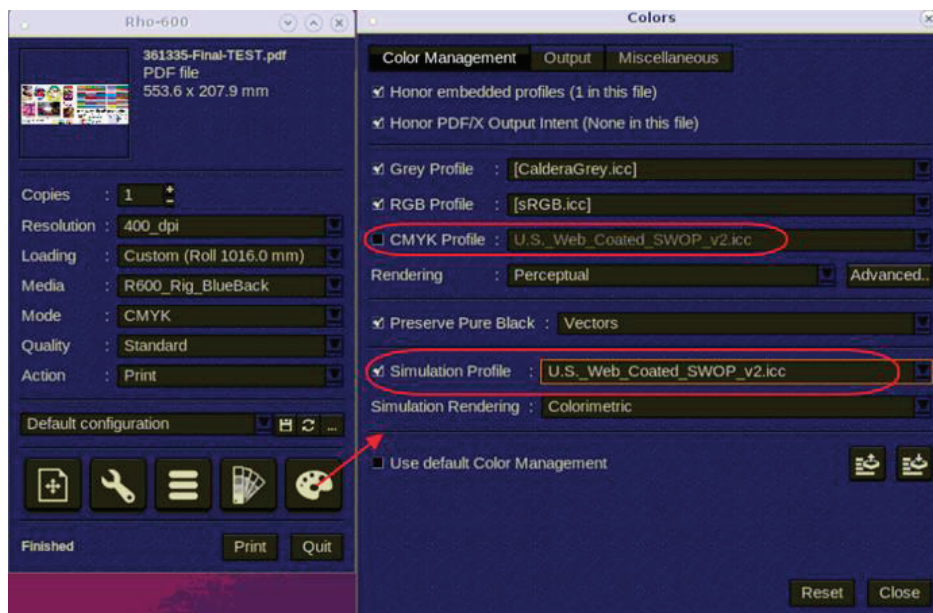 Rho-600
361335-Final-TEST.pdf
PDF file
553.6 x 207.9 mm
Copies : 1
Resolution : 400_dpi
Loading : Custom (Roll 1016.0 mm)
Media : R600_Rig_BlueBack
Mode : CMYK
Quality : Standard
Action : Print
Default configuration ...
Finished Print Quit
Colors
Color Management Output Miscellaneous
Honor embedded profiles (1 in this file)
Honor PDF/X Output Intent (None in this file)
Grey Profile : [CalderaGrey.icc]
RGB Profile : [sRGB.icc]
CMYK Profile : U.S._Web_Coated_SWOP_v2.icc
Rendering : Perceptual Advanced..
Preserve Pure Black : Vectors
Simulation Profile : U.S._Web_Coated_SWOP_v2.icc
Simulation Rendering : Colorimetric
Use default Color Management
Reset Close